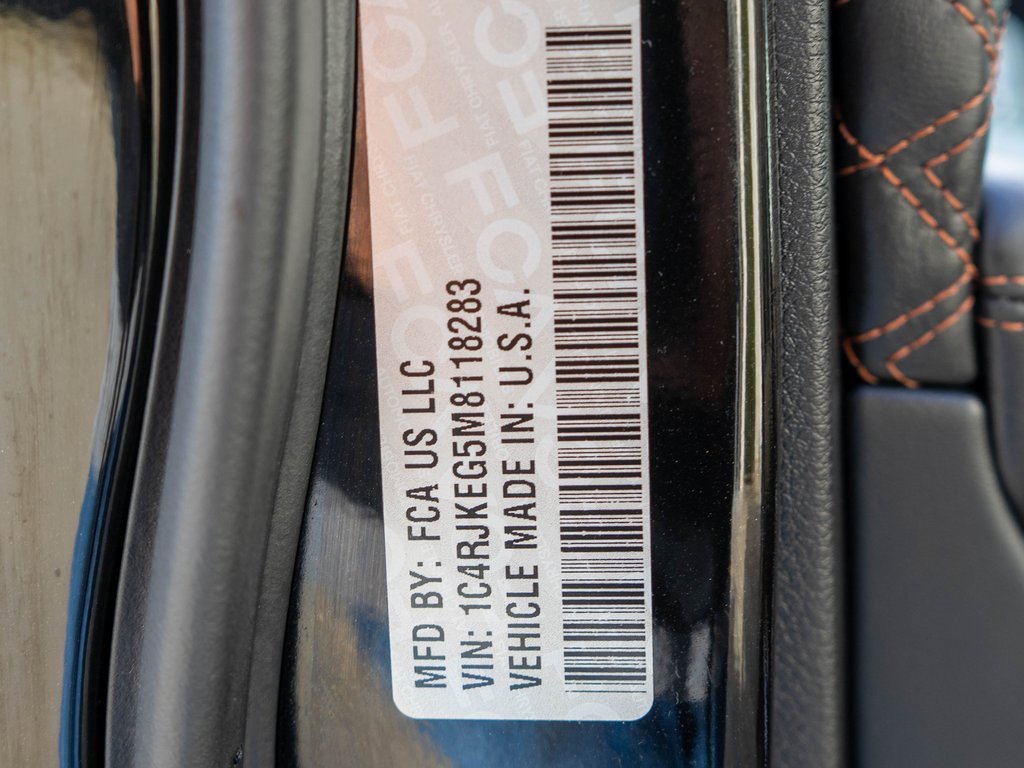 MFD BY: FCA US LLC
VIN: 1C4RJKEG5M8118283
VEHICLE MADE IN: U.S.A.